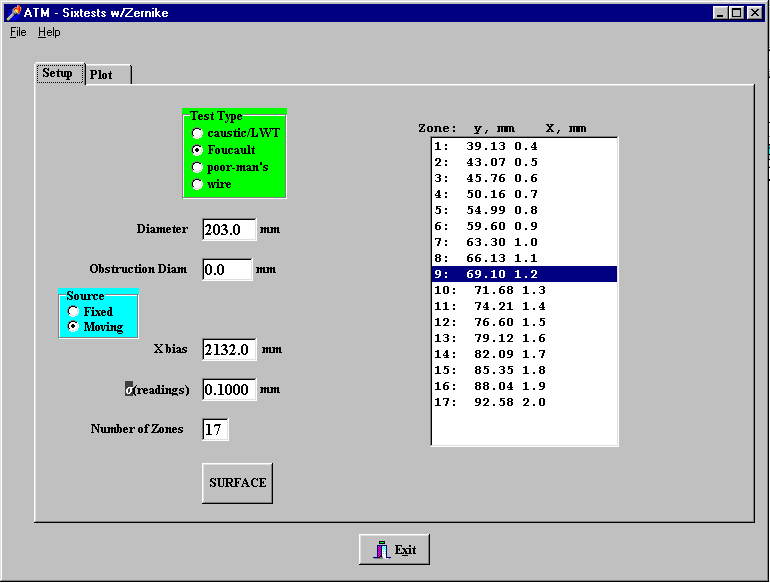 ATM - Sixtests w/Zernike
File Help
Setup Plot
Test Type
caustic/LWT
Foucault
poor-man's
wire
Diameter 203.0 mm
Obstruction Diam 0.0 mm
Source
Fixed
Moving
X bias 2132.0 mm
σ(readings) 0.1000 mm
Number of Zones 17
SURFACE
Zone: y, mm X, mm
1: 39.13 0.4
2: 43.07 0.5
3: 45.76 0.6
4: 50.16 0.7
5: 54.99 0.8
6: 59.60 0.9
7: 63.30 1.0
8: 66.13 1.1
9: 69.10 1.2
10: 71.68 1.3
11: 74.21 1.4
12: 76.60 1.5
13: 79.12 1.6
14: 82.09 1.7
15: 85.35 1.8
16: 88.04 1.9
17: 92.58 2.0
Exit